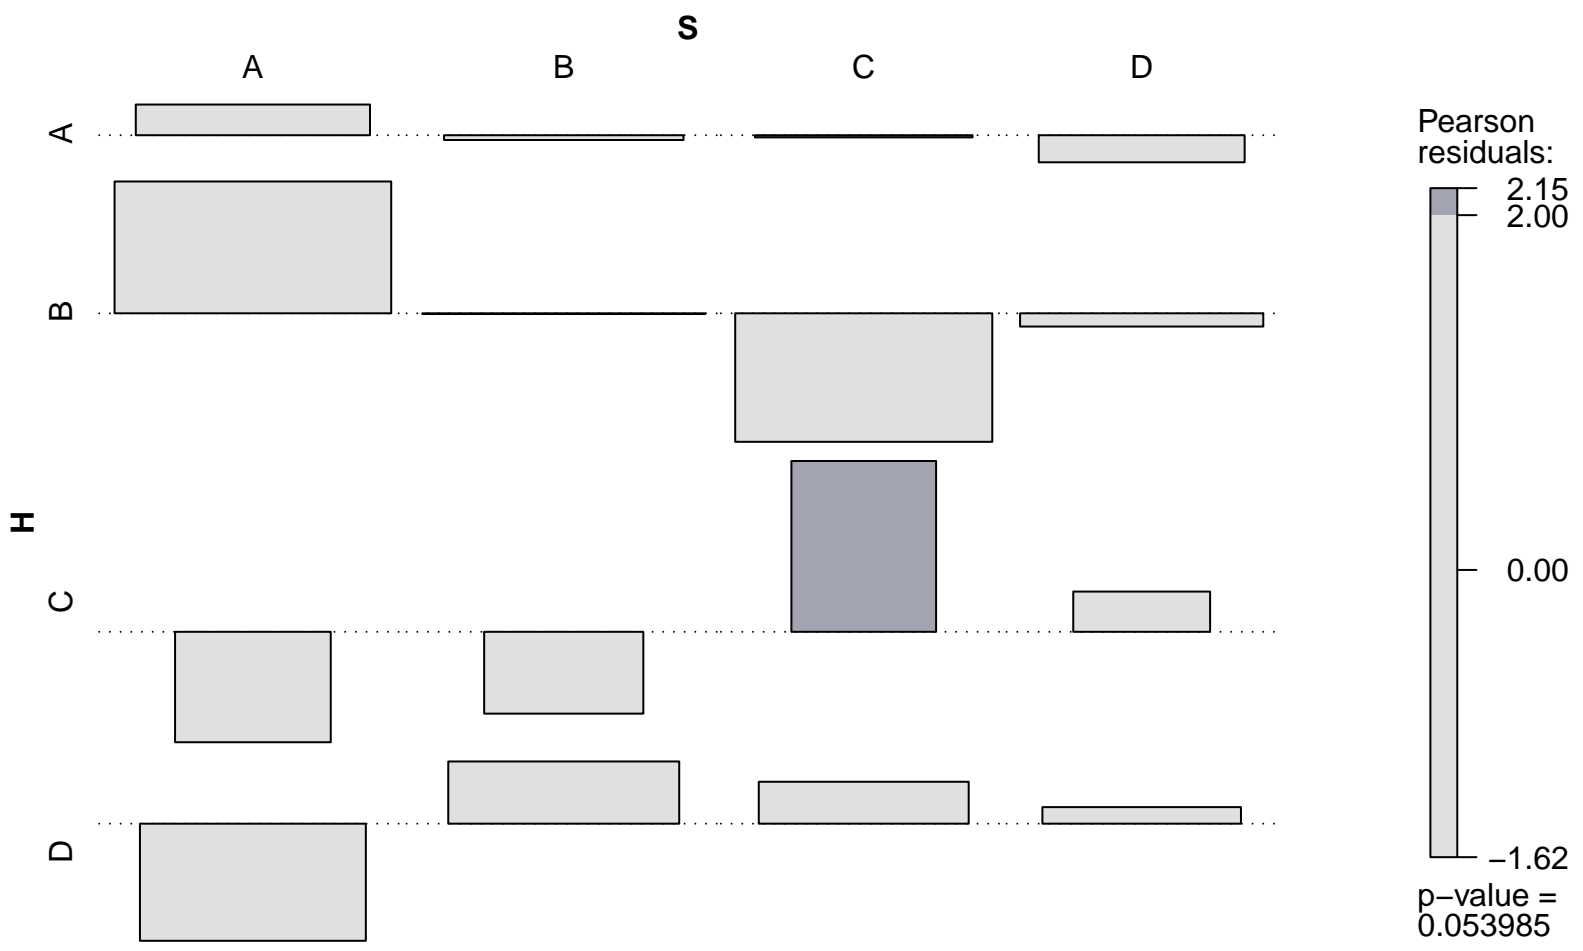 S
A B C D
A
B
H
C
D
Pearson
residuals:
2.15
2.00
0.00
−1.62
p−value =
0.053985